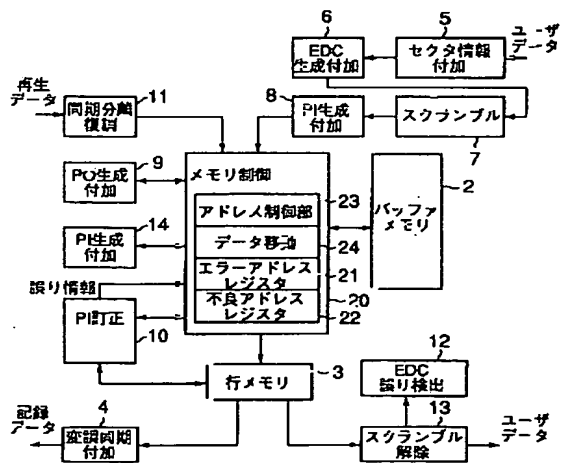 6
5
ユーザ
データ
EDC
生成付加
セクタ情報
付加
再生
データ
11
8
同期分離
復調
PI生成
付加
スクランブル
7
9
PO生成
付加
メモリ制御
23
2
アドレス制御部
バッファ
メモリ
14
データ移動
24
PI生成
付加
エラーアドレス
レジスタ
21
誤り情報
不良アドレス
レジスタ
20
22
PI訂正
10
12
行メモリ
3
EDC
誤り検出
記録
データ
4
13
ユーザ
データ
変調同期
付加
スクランブル
解除